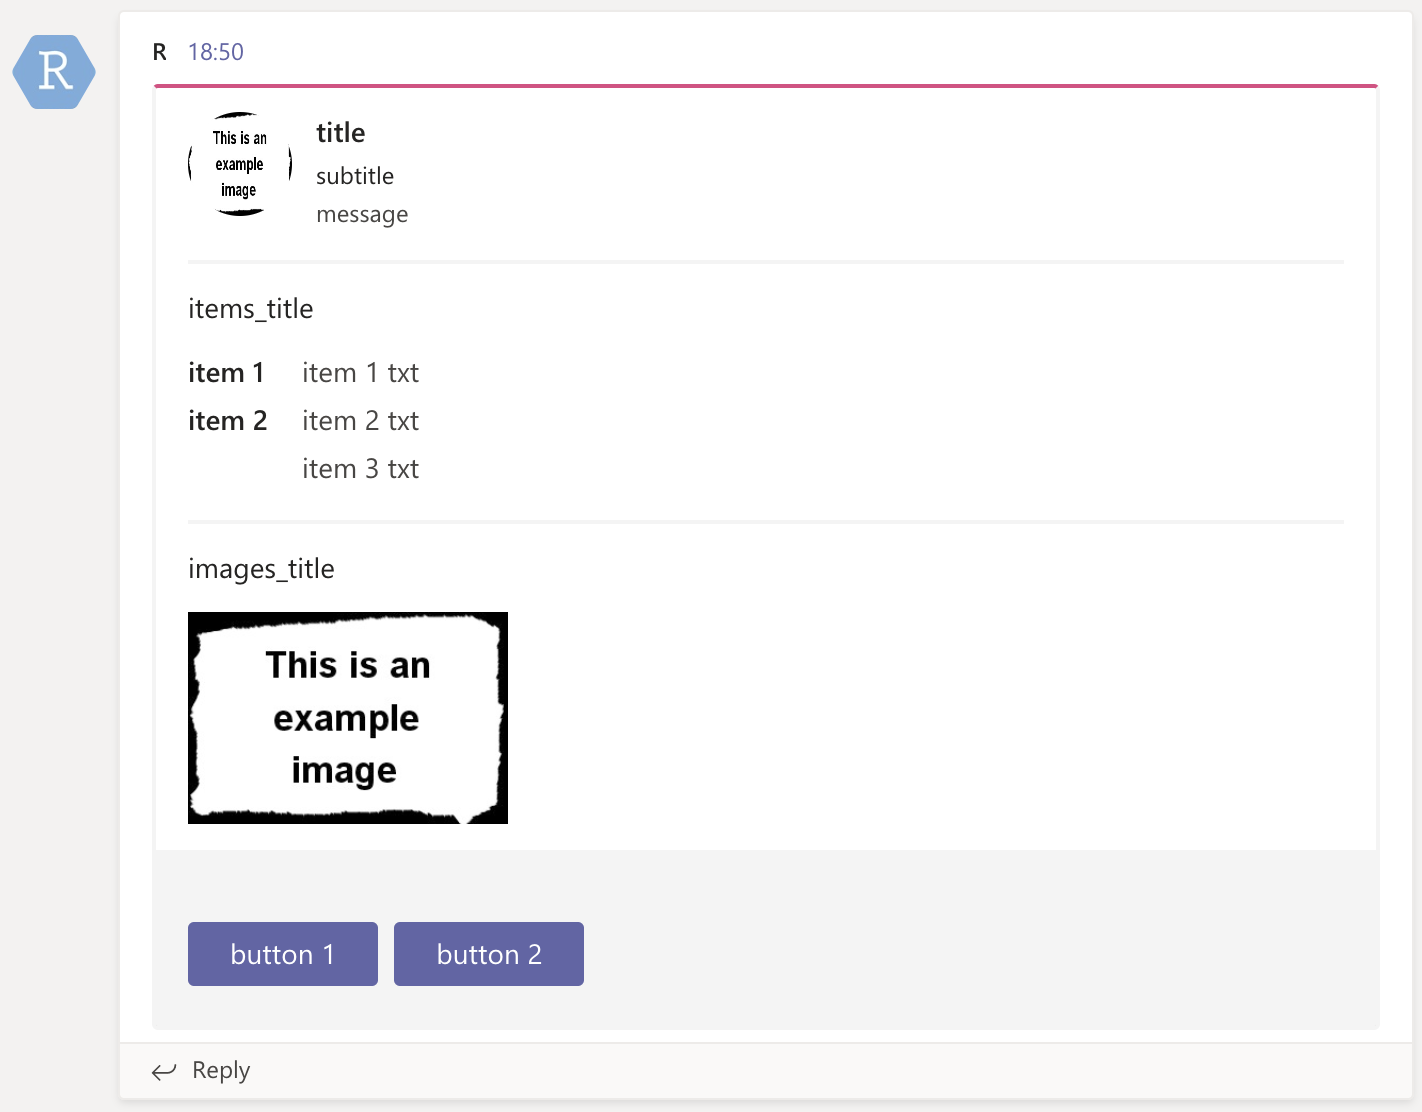 R
R 18:50
This is an
example
image
title
subtitle
message
items_title
item 1 item 1 txt
item 2 item 2 txt
item 3 txt
images_title
This is an
example
image
button 1 button 2
Reply